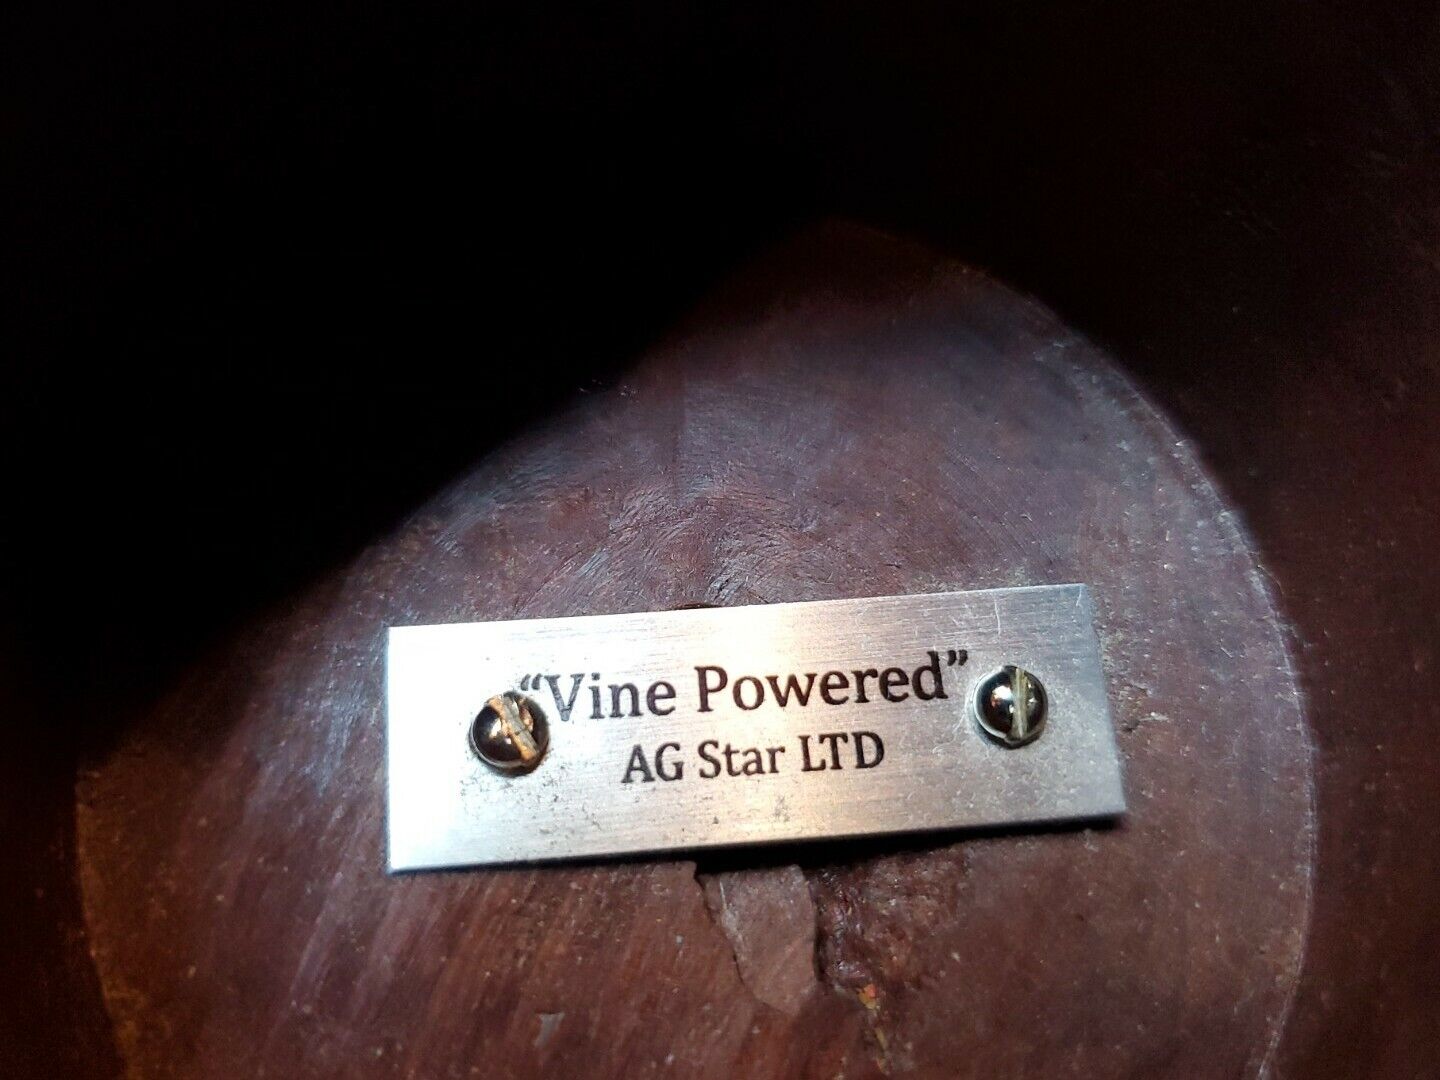 “Vine Powered”
AG Star LTD